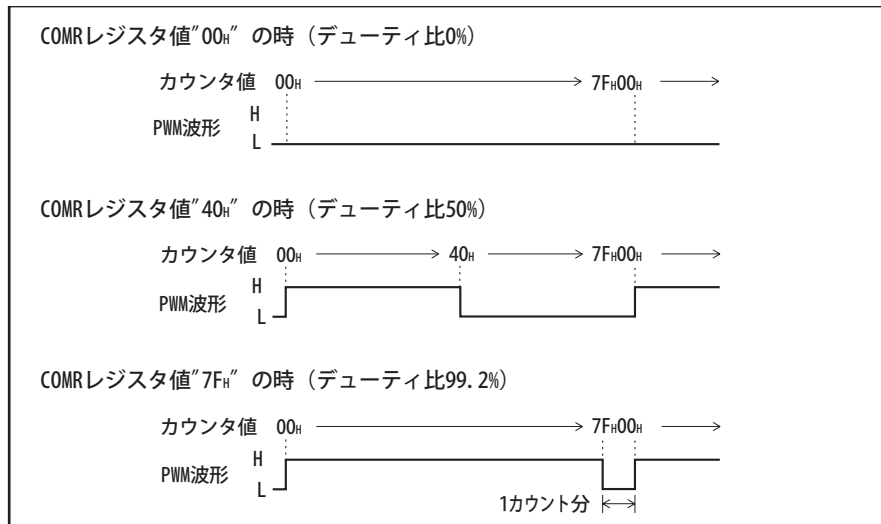 COMRレジスタ値"00H" の時（デューティ比0%）
カウンタ値 00H 7FH00H
H
PWM波形
L
COMRレジスタ値"40H" の時（デューティ比50%）
カウンタ値 00H 40H 7FH00H
H
PWM波形
L
COMRレジスタ値"7FH" の時（デューティ比99.2%）
カウンタ値 00H 7FH00H
H
PWM波形
L
1カウント分